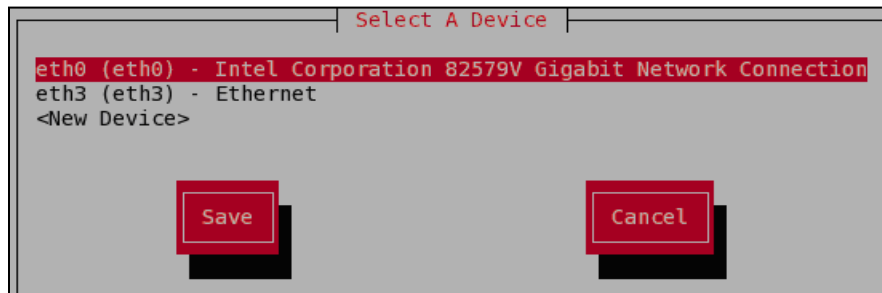 Select A Device
eth0 (eth0) - Intel Corporation 82579V Gigabit Network Connection
eth3 (eth3) - Ethernet
<New Device>
Save Cancel